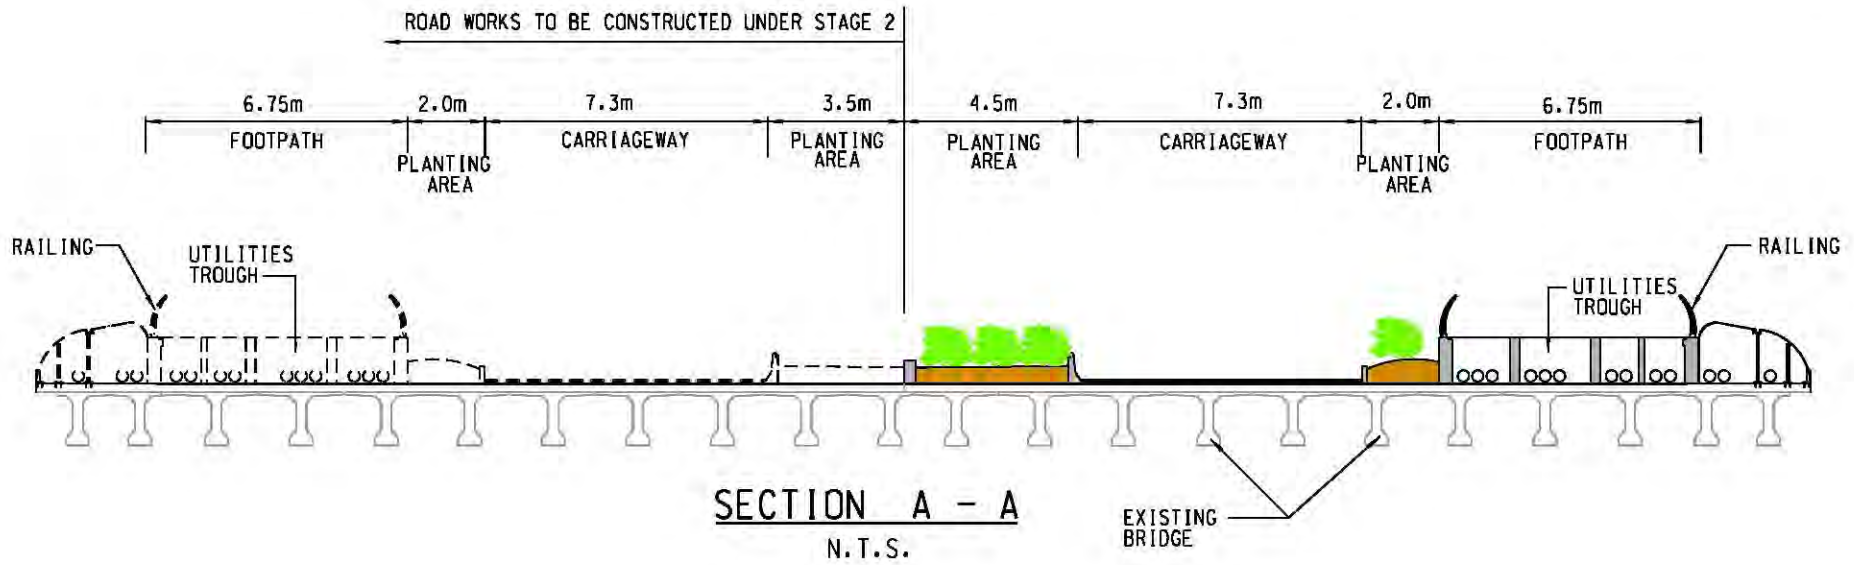 ROAD WORKS TO BE CONSTRUCTED UNDER STAGE 2
6.75m
2.0m
7.3m
3.5m
4.5m
7.3m
2.0m
6.75m
FOOTPATH
PLANTING
AREA
CARRIAGEWAY
PLANTING
AREA
PLANTING
AREA
CARRIAGEWAY
PLANTING
AREA
FOOTPATH
RAILING
UTILITIES
TROUGH
UTILITIES
TROUGH
RAILING
SECTION A - A
N.T.S.
EXISTING
BRIDGE